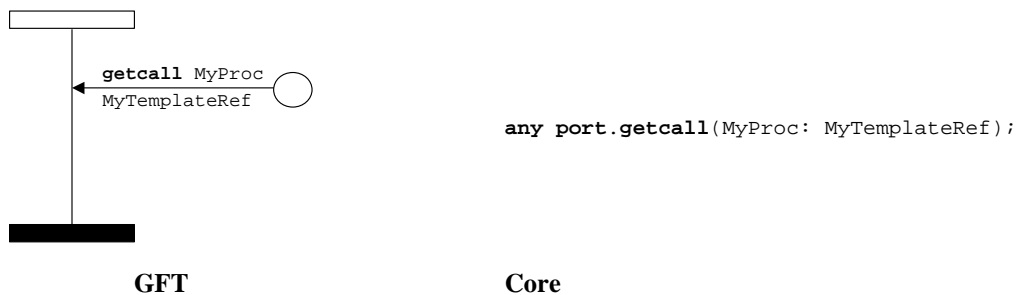 getcall MyProc
MyTemplateRef
any port.getcall(MyProc: MyTemplateRef);
GFT
Core